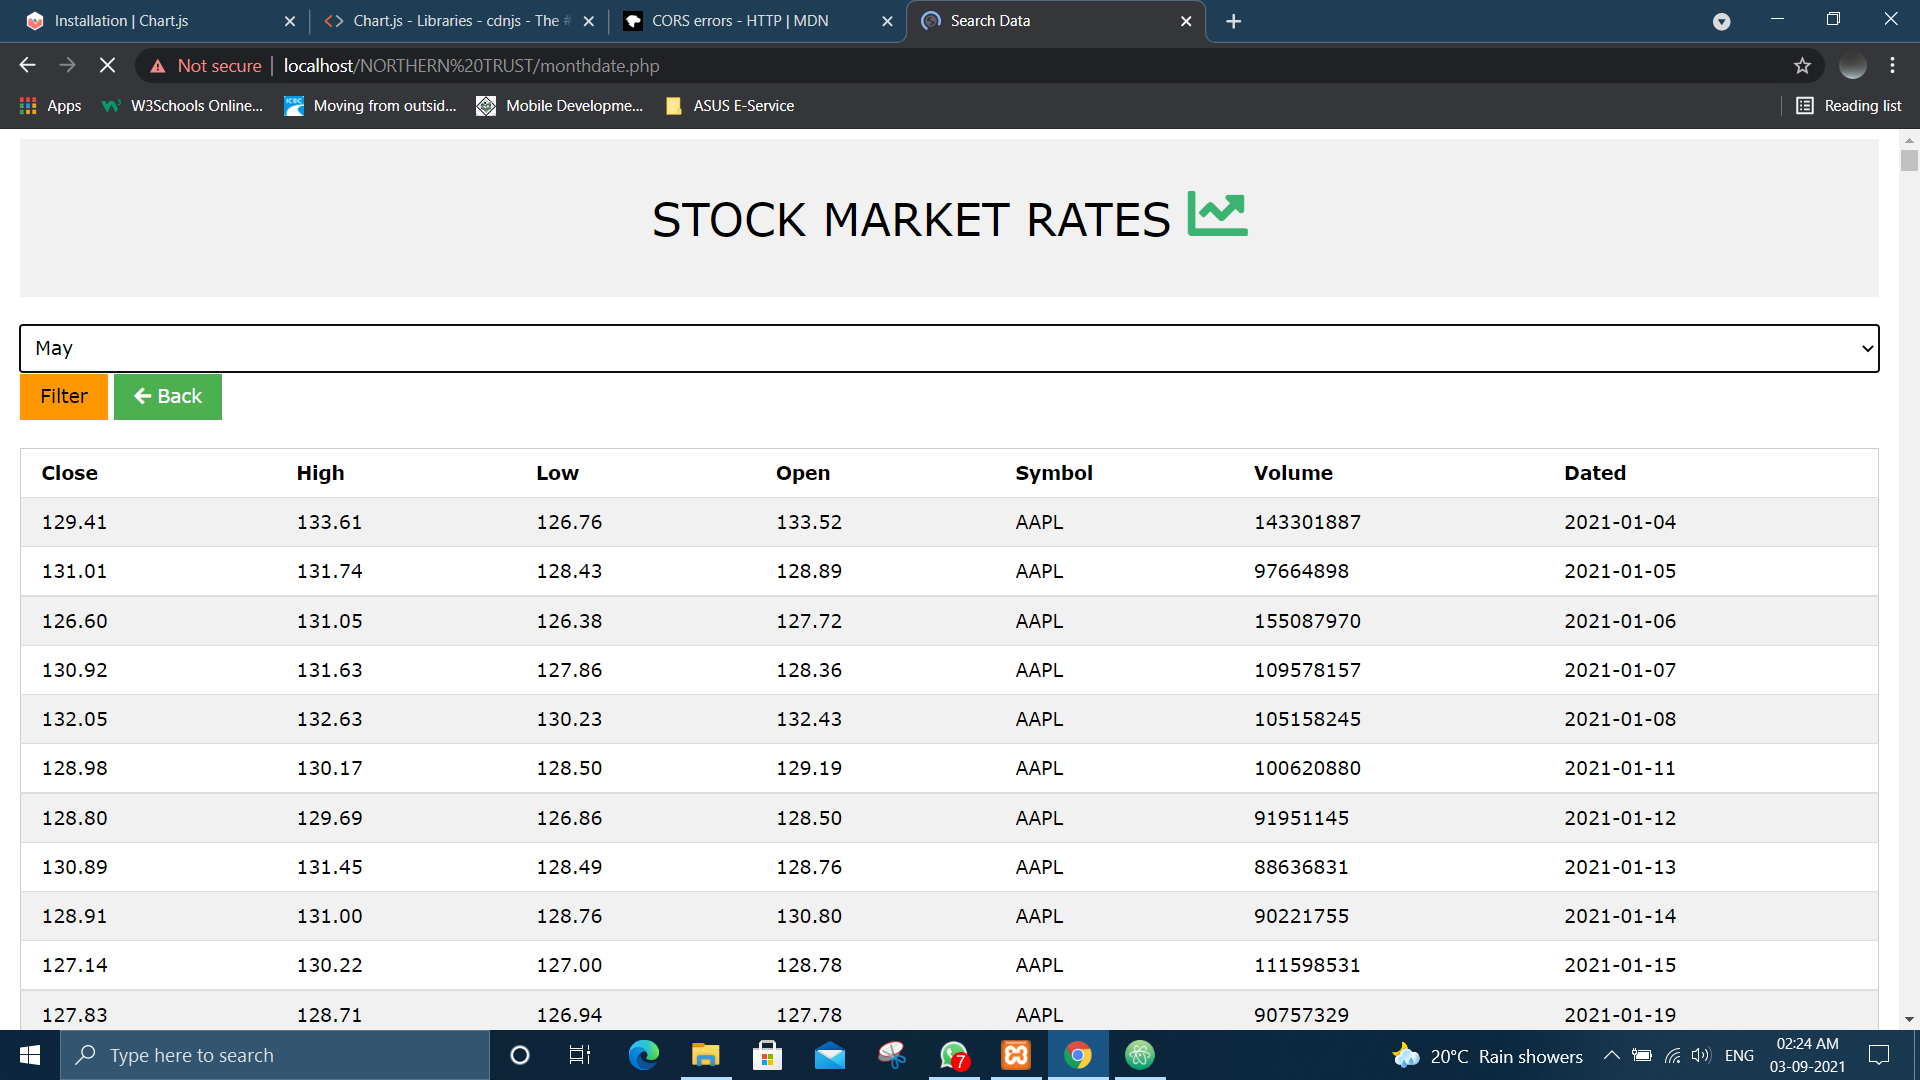 Installation | Chart.js
Chart.js - Libraries - cdnjs - The #
CORS errors - HTTP | MDN
Search Data
Not secure | localhost/NORTHERN%20TRUST/monthdate.php
Apps
W3Schools Online...
Moving from outsid...
Mobile Developme...
ASUS E-Service
Reading list
STOCK MARKET RATES
May
Filter
Back
Close High Low Open Symbol Volume Dated
129.41 133.61 126.76 133.52 AAPL 143301887 2021-01-04
131.01 131.74 128.43 128.89 AAPL 97664898 2021-01-05
126.60 131.05 126.38 127.72 AAPL 155087970 2021-01-06
130.92 131.63 127.86 128.36 AAPL 109578157 2021-01-07
132.05 132.63 130.23 132.43 AAPL 105158245 2021-01-08
128.98 130.17 128.50 129.19 AAPL 100620880 2021-01-11
128.80 129.69 126.86 128.50 AAPL 91951145 2021-01-12
130.89 131.45 128.49 128.76 AAPL 88636831 2021-01-13
128.91 131.00 128.76 130.80 AAPL 90221755 2021-01-14
127.14 130.22 127.00 128.78 AAPL 111598531 2021-01-15
127.83 128.71 126.94 127.78 AAPL 90757329 2021-01-19
Type here to search
7
20°C Rain showers
ENG
02:24 AM
03-09-2021